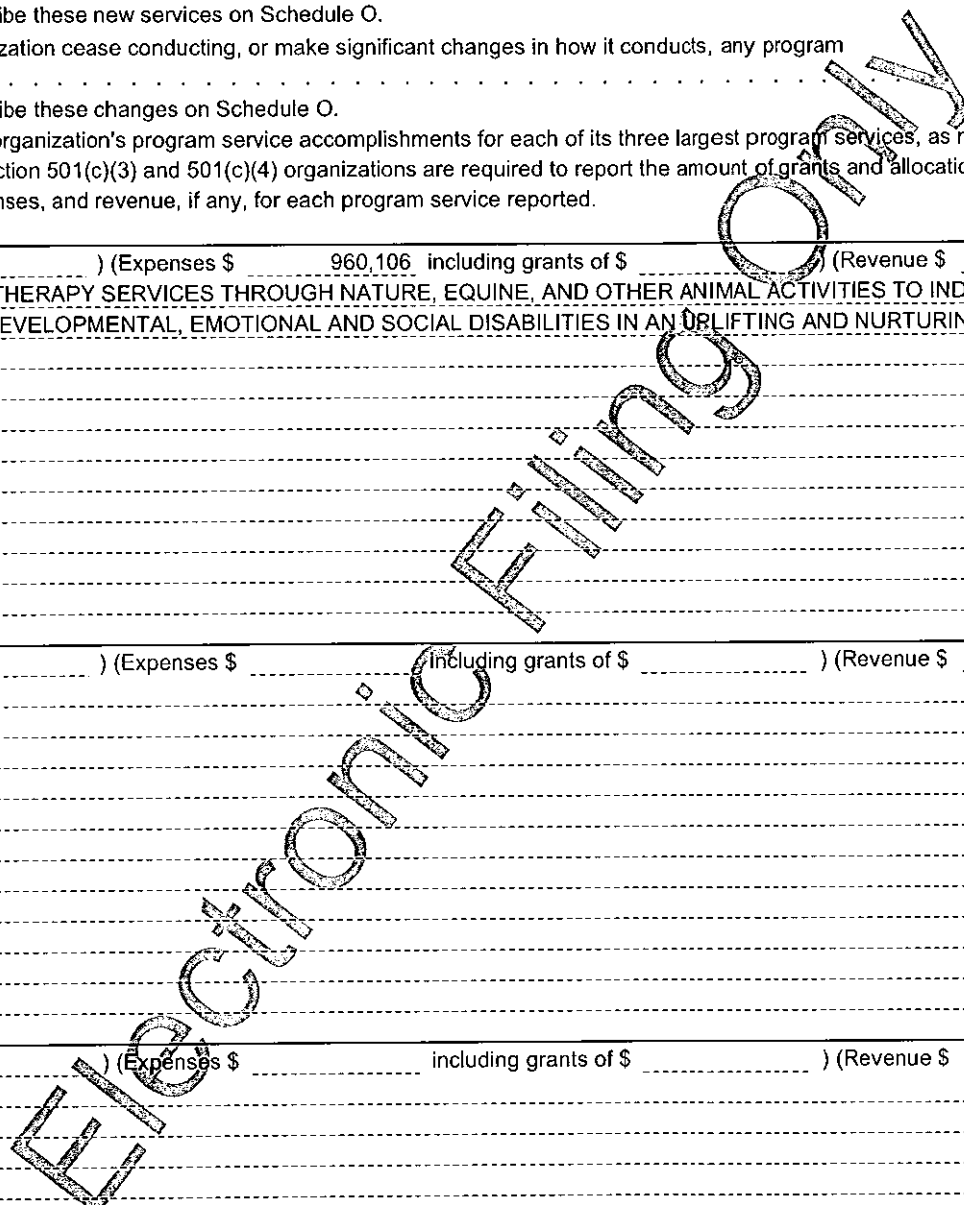 ibe these new services on Schedule O.
zation cease conducting, or make significant changes in how it conducts, any program
ibe these changes on Schedule O.
organization's program service accomplishments for each of its three largest program services, as
ction 501(c)(3) and 501(c)(4) organizations are required to report the amount of grants and allocatio
nses, and revenue, if any, for each program service reported.
) (Expenses $ 960,106 including grants of $ ) (Revenue $
THERAPY SERVICES THROUGH NATURE, EQUINE, AND OTHER ANIMAL ACTIVITIES TO IND
EVELOPMENTAL, EMOTIONAL AND SOCIAL DISABILITIES IN AN UPLIFTING AND NURTURIN
) (Expenses $ including grants of $ ) (Revenue $
) (Expenses $ including grants of $ ) (Revenue $
Electronic Filing Only